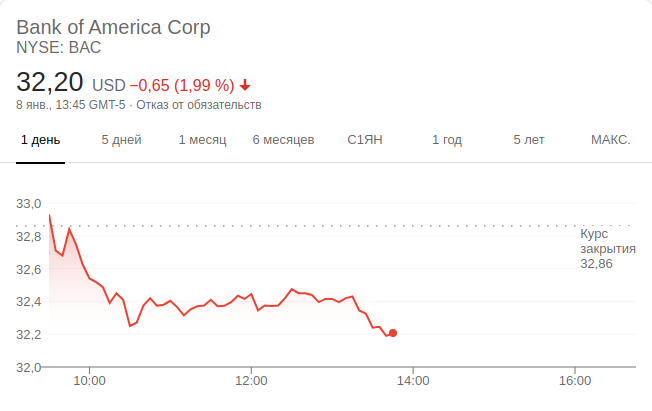 Bank of America Corp
NYSE: BAC
32,20 USD −0,65 (1,99 %)
8 янв., 13:45 GMT-5 · Отказ от обязательств
1 день 5 дней 1 месяц 6 месяцев С1ЯН 1 год 5 лет МАКС.
33,0
32,8
Курс
закрытия
32,86
32,6
32,4
32,2
32,0
10:00 12:00 14:00 16:00